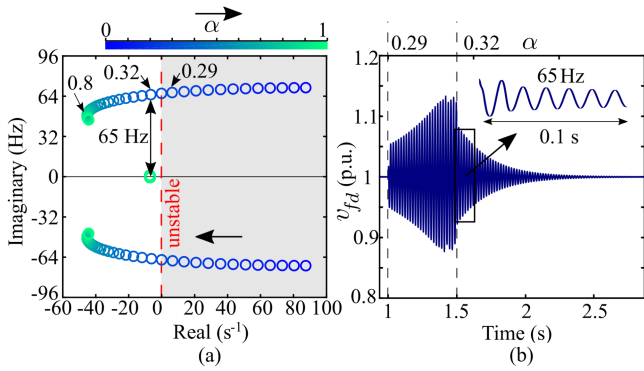 0 α 1
96
64
32
0
-32
-64
-96
Imaginary (Hz)
0.8
0.32
0.29
65 Hz
unstable
-60 -40 -20 0 20 40 60 80 100
Real (s⁻¹)
(a)
0.29 0.32 α
1.2
1.1
1
0.9
0.8
v_fd (p.u.)
65 Hz
0.1 s
1 1.5 2 2.5
Time (s)
(b)